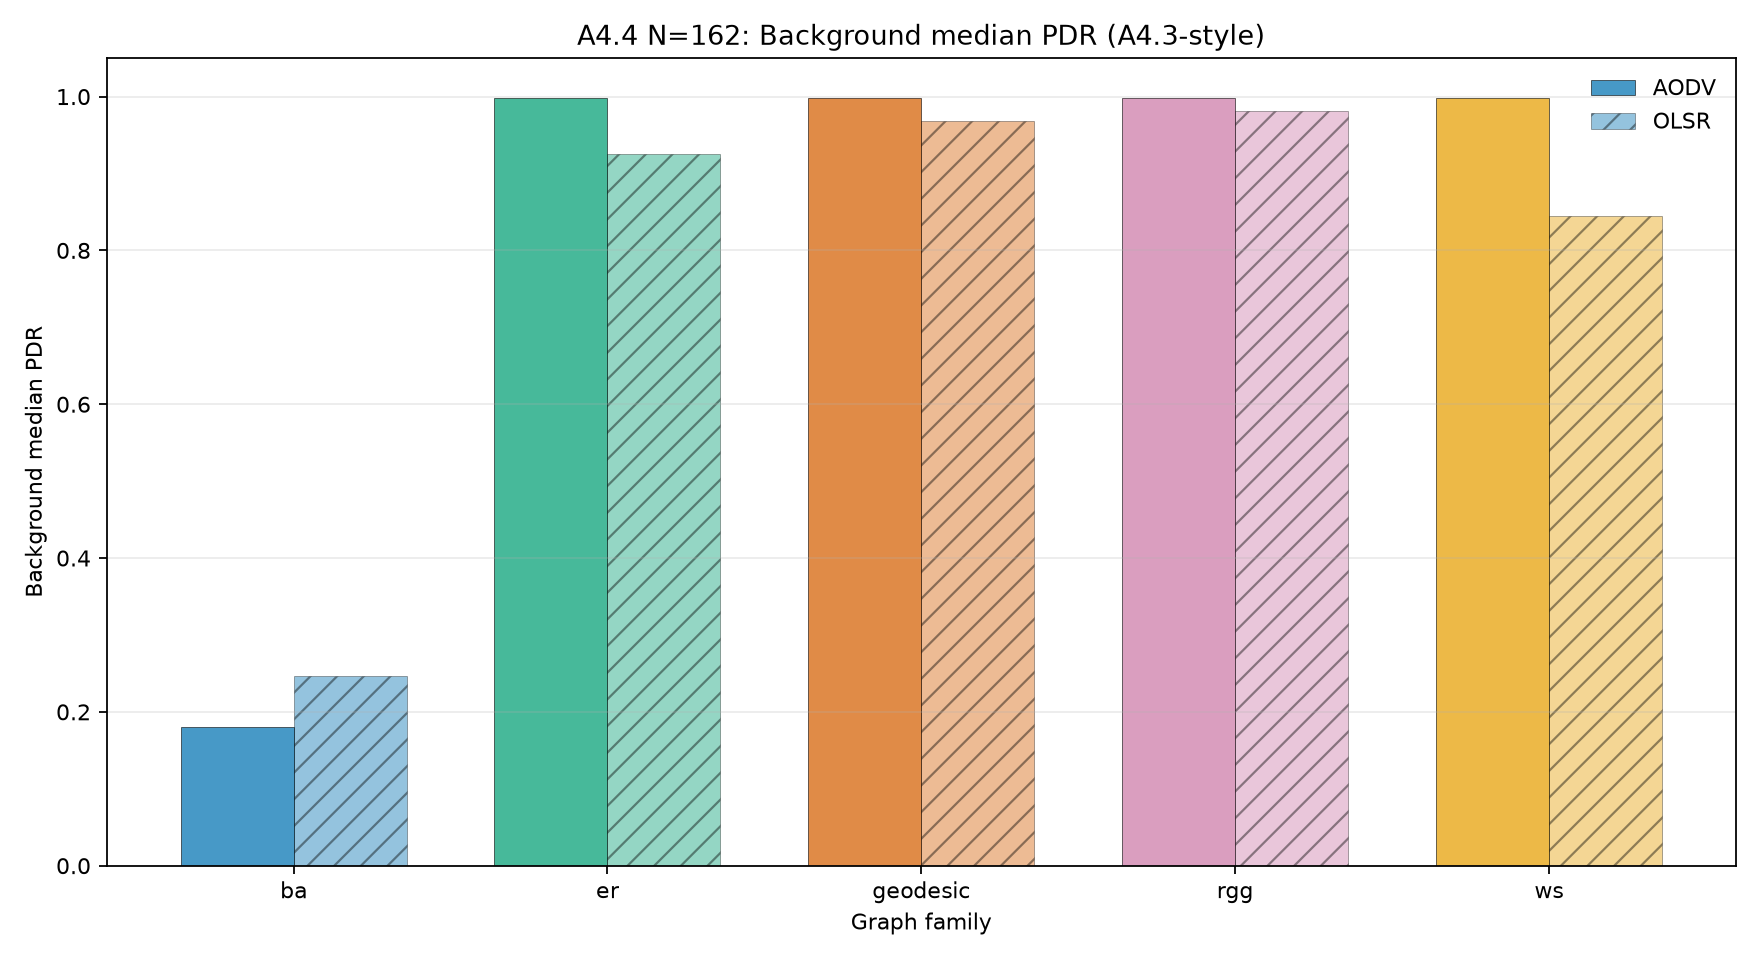 A4.4 N=162: Background median PDR (A4.3-style)
AODV
OLSR
Background median PDR
1.0
0.8
0.6
0.4
0.2
0.0
ba er geodesic rgg ws
Graph family